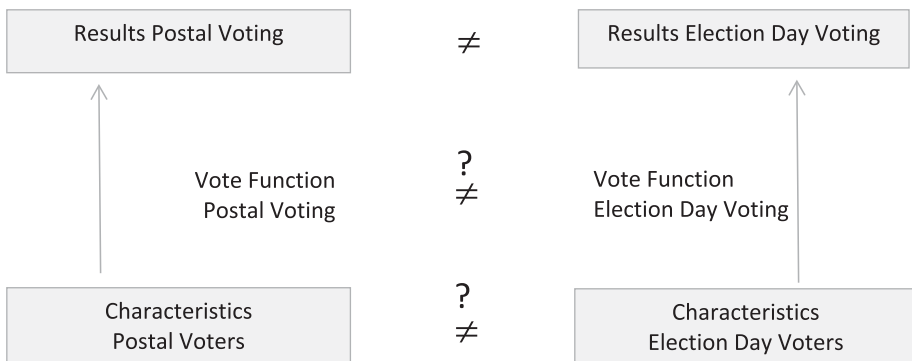 Results Postal Voting
≠
Results Election Day Voting
Vote Function
Postal Voting
?
≠
Vote Function
Election Day Voting
Characteristics
Postal Voters
?
≠
Characteristics
Election Day Voters